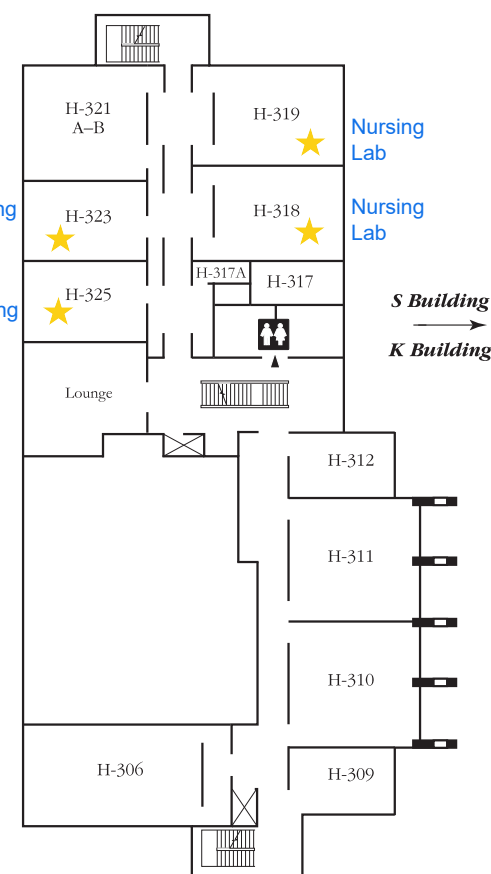 H-321
A–B
H-319
Nursing
Lab
H-323
H-318
Nursing
Lab
H-325
H-317A
H-317
S Building
K Building
Lounge
H-312
H-311
H-310
H-306
H-309